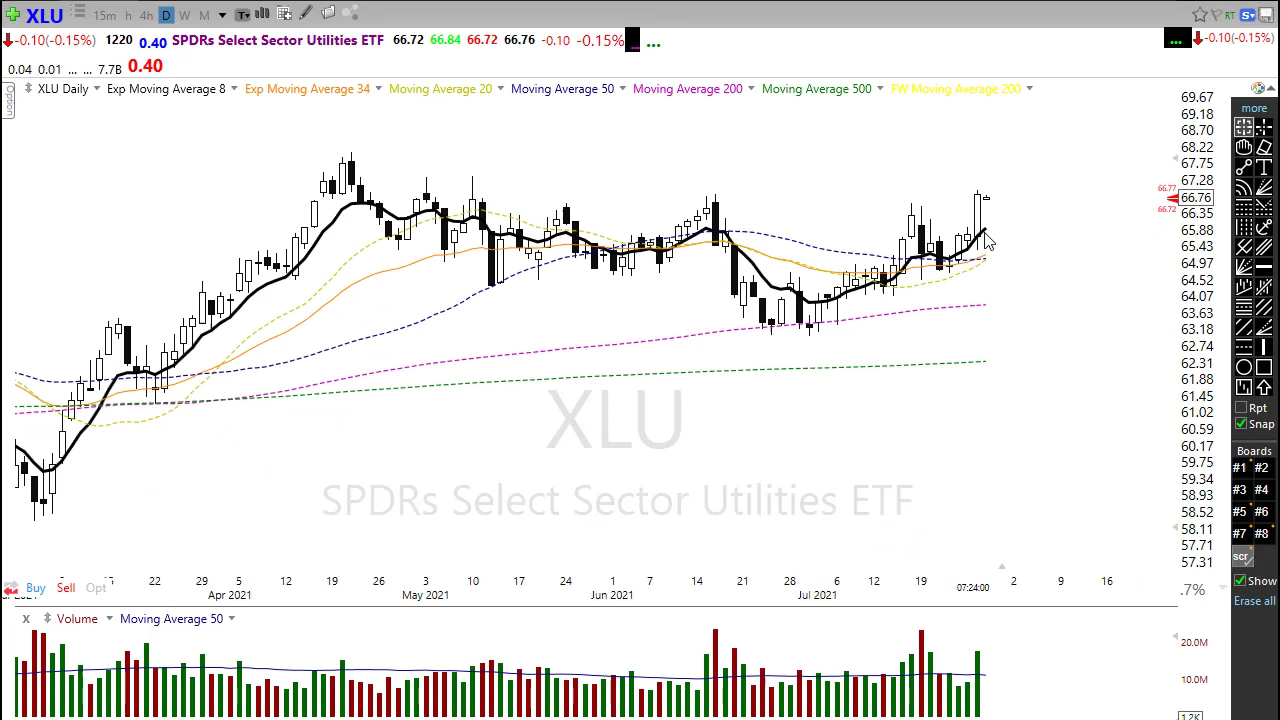 XLU 15m h 4h D W M T RT S
-0.10(-0.15%) 1220 0.40 SPDRs Select Sector Utilities ETF 66.72 66.84 66.72 66.76 -0.10 -0.15% ... ... -0.10(-0.15%)
0.04 0.01 ... ... 7.7B 0.40
Option
XLU Daily Exp Moving Average 8 Exp Moving Average 34 Moving Average 20 Moving Average 50 Moving Average 200 Moving Average 500 FW Moving Average 200
69.67
69.18
68.70
68.22
67.75
67.28
66.77
66.76
66.72
66.35
65.88
65.43
64.97
64.52
64.07
63.63
63.18
62.74
62.31
61.88
61.45
61.02
60.59
60.17
59.75
59.34
58.93
58.52
58.11
57.71
57.31
more
T
Rpt
Snap
Boards
#1 #2
#3 #4
#5 #6
#7 #8
scr
Show
Erase all
XLU
SPDRs Select Sector Utilities ETF
22 29 5 12 19 26 3 10 17 24 1 7 14 21 28 6 12 19 07:24:00 2 9 16
Apr 2021 May 2021 Jun 2021 Jul 2021
Buy Sell Opt
.7%
x Volume Moving Average 50
20.0M
10.0M
12K